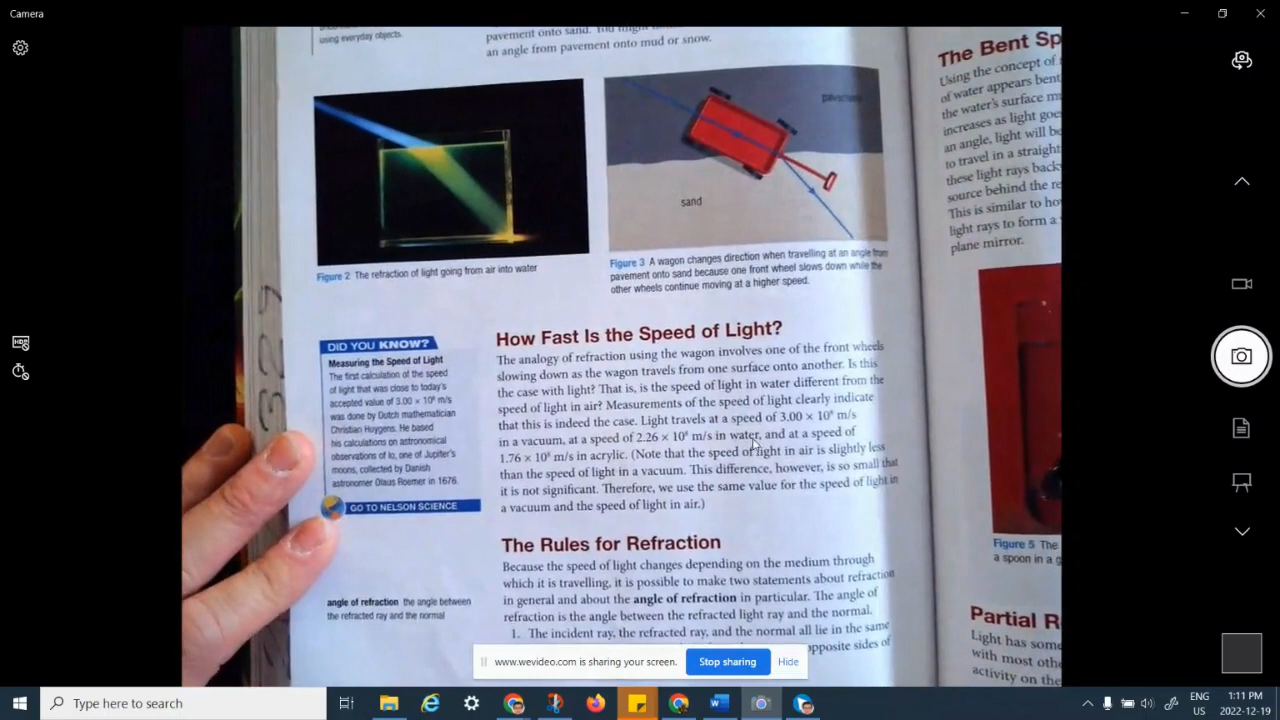 Camera
using everyday objects.
pavement onto sand. You might
an angle from pavement onto mud or snow.
pavement
sand
Figure 2 The refraction of light going from air into water
Figure 3 A wagon changes direction when travelling at an angle from
pavement onto sand because one front wheel slows down while the
other wheels continue moving at a higher speed.
DID YOU KNOW?
Measuring the Speed of Light
The first calculation of the speed
of light that was close to today's
accepted value of 3.00 × 10⁸ m/s
was done by Dutch mathematician
Christian Huygens. He based
his calculations on astronomical
observations of Io, one of Jupiter's
moons, collected by Danish
astronomer Olaus Roemer in 1676.
GO TO NELSON SCIENCE
How Fast Is the Speed of Light?
The analogy of refraction using the wagon involves one of the front wheels
slowing down as the wagon travels from one surface onto another. Is this
the case with light? That is, is the speed of light in water different from the
speed of light in air? Measurements of the speed of light clearly indicate
that this is indeed the case. Light travels at a speed of 3.00 × 10⁸ m/s
in a vacuum, at a speed of 2.26 × 10⁸ m/s in water, and at a speed of
1.76 × 10⁸ m/s in acrylic. (Note that the speed of light in air is slightly less
than the speed of light in a vacuum. This difference, however, is so small that
it is not significant. Therefore, we use the same value for the speed of light in
a vacuum and the speed of light in air.)
The Rules for Refraction
Because the speed of light changes depending on the medium through
which it is travelling, it is possible to make two statements about refraction
in general and about the angle of refraction in particular. The angle of
refraction is the angle between the refracted light ray and the normal.
1. The incident ray, the refracted ray, and the normal all lie in the same
opposite sides of
angle of refraction the angle between
the refracted ray and the normal
The Bent Sp
Using the concept of
of water appears bent
the water's surface m
increases as light goe
an angle, light will be
to travel in a straight
these light rays back
source behind the re
This is similar to ho
light rays to form a
plane mirror.
Figure 5 The
a spoon in a g
Partial R
Light has some
with most othe
activity on the
www.wevideo.com is sharing your screen.
Stop sharing
Hide
Type here to search
ENG
US
1:11 PM
2022-12-19